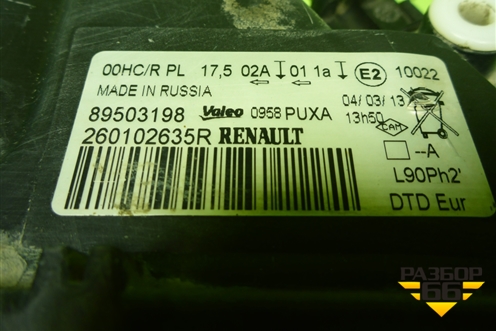 00HC/R PL 17,5 02A 01 1a E2 10022
MADE IN RUSSIA 04/03/13
89503198 Valeo 0958 PUXA 13h50 CAM
260102635R RENAULT --A
L90Ph2'
DTD Eur
РАЗБОР
66